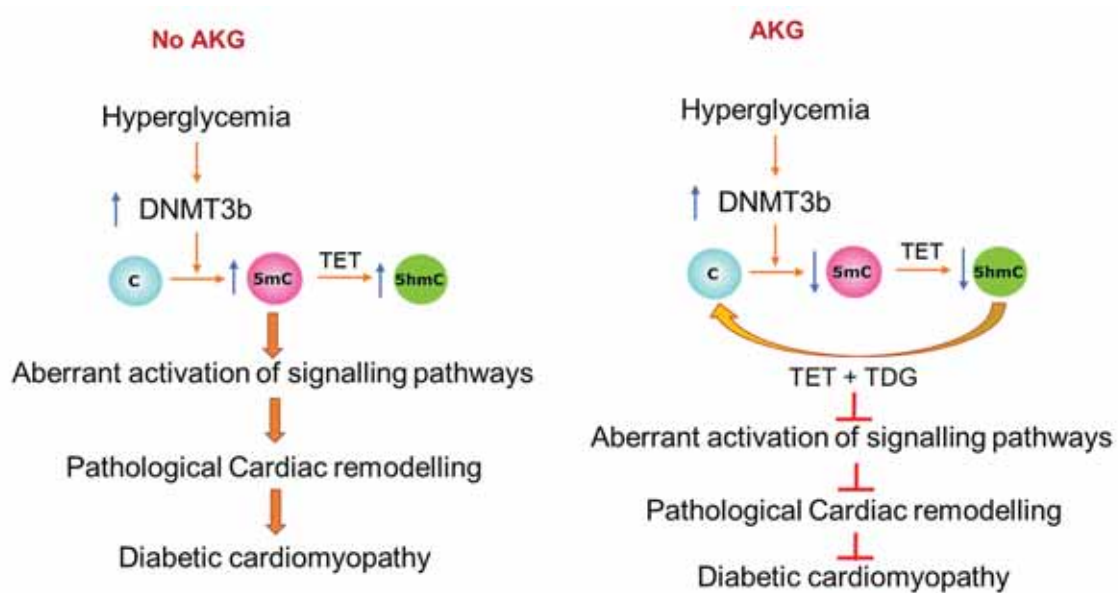 No AKG
Hyperglycemia
DNMT3b
C
5mC
TET
5hmC
Aberrant activation of signalling pathways
Pathological Cardiac remodelling
Diabetic cardiomyopathy
AKG
Hyperglycemia
DNMT3b
C
5mC
TET
5hmC
TET + TDG
Aberrant activation of signalling pathways
Pathological Cardiac remodelling
Diabetic cardiomyopathy